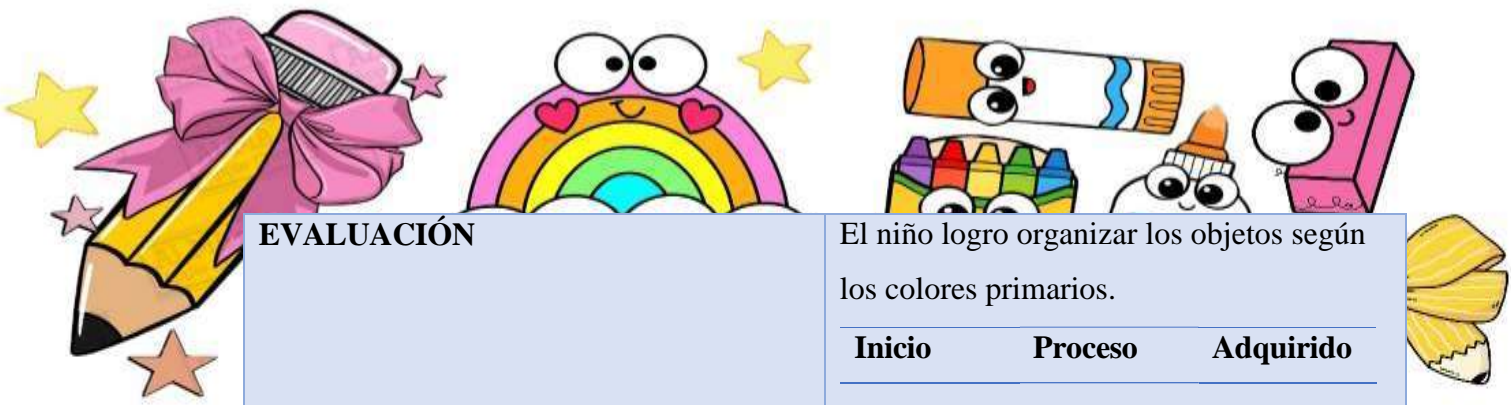 EVALUACIÓN
El niño logro organizar los objetos según
los colores primarios.
Inicio Proceso Adquirido